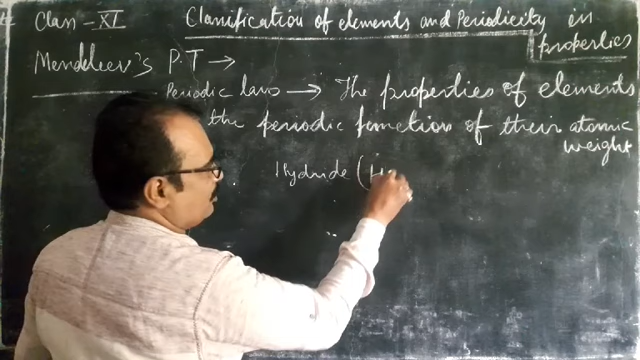 Class - XI Classification of elements and Periodicity in
properties
Mendeleev's P.T →
Periodic law → The properties of elements
the periodic function of their atomic
weight
Hydride (H